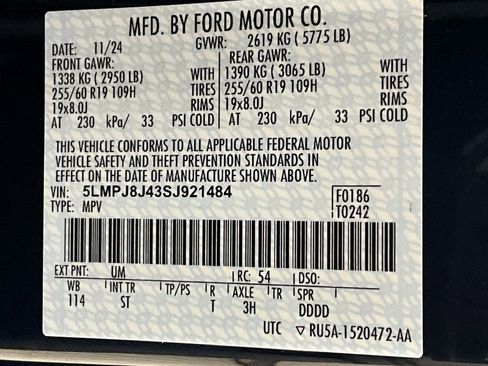 MFD. BY FORD MOTOR CO.
DATE: 11/24 GVWR: 2619 KG ( 5775 LB)
FRONT GAWR: REAR GAWR:
1338 KG ( 2950 LB) WITH 1390 KG ( 3065 LB) WITH
255/60 R19 109H TIRES 255/60 R19 109H TIRES
19x8.0J RIMS 19x8.0J RIMS
AT 230 kPa/ 33 PSI COLD AT 230 kPa/ 33 PSI COLD
THIS VEHICLE CONFORMS TO ALL APPLICABLE FEDERAL MOTOR
VEHICLE SAFETY AND THEFT PREVENTION STANDARDS IN
EFFECT ON THE DATE OF MANUFACTURE SHOWN ABOVE.
VIN: 5LMPJ8J43SJ921484 F0186
TYPE: MPV T0242
EXT PNT: UM RC: 54 DSO:
WB INT TR TP/PS R AXLE TR SPR
114 ST T 3H DDDD
UTC ▽ RU5A-1520472-AA